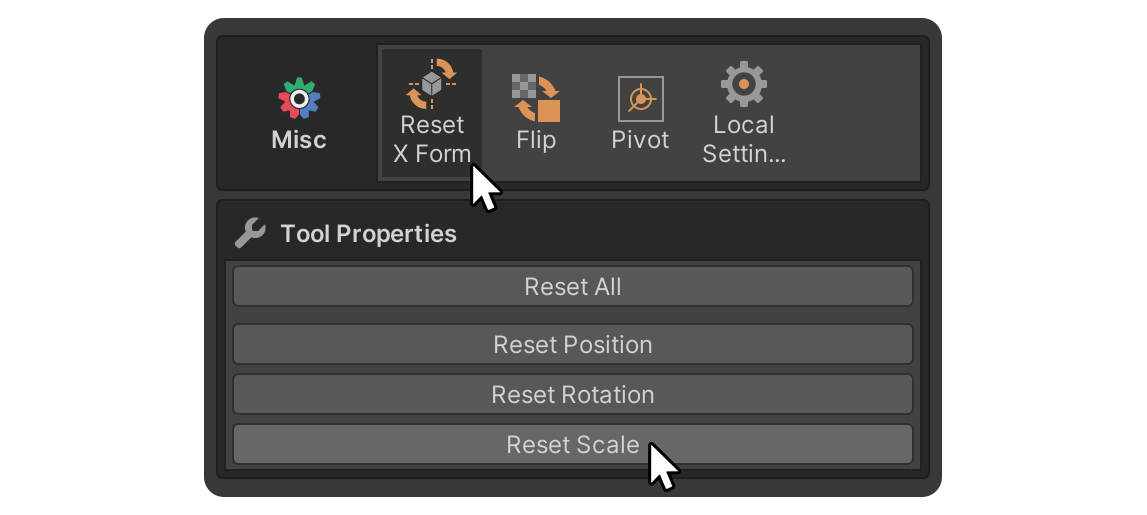 Misc
Reset
X Form
Flip
Pivot
Local
Settin...
Tool Properties
Reset All
Reset Position
Reset Rotation
Reset Scale